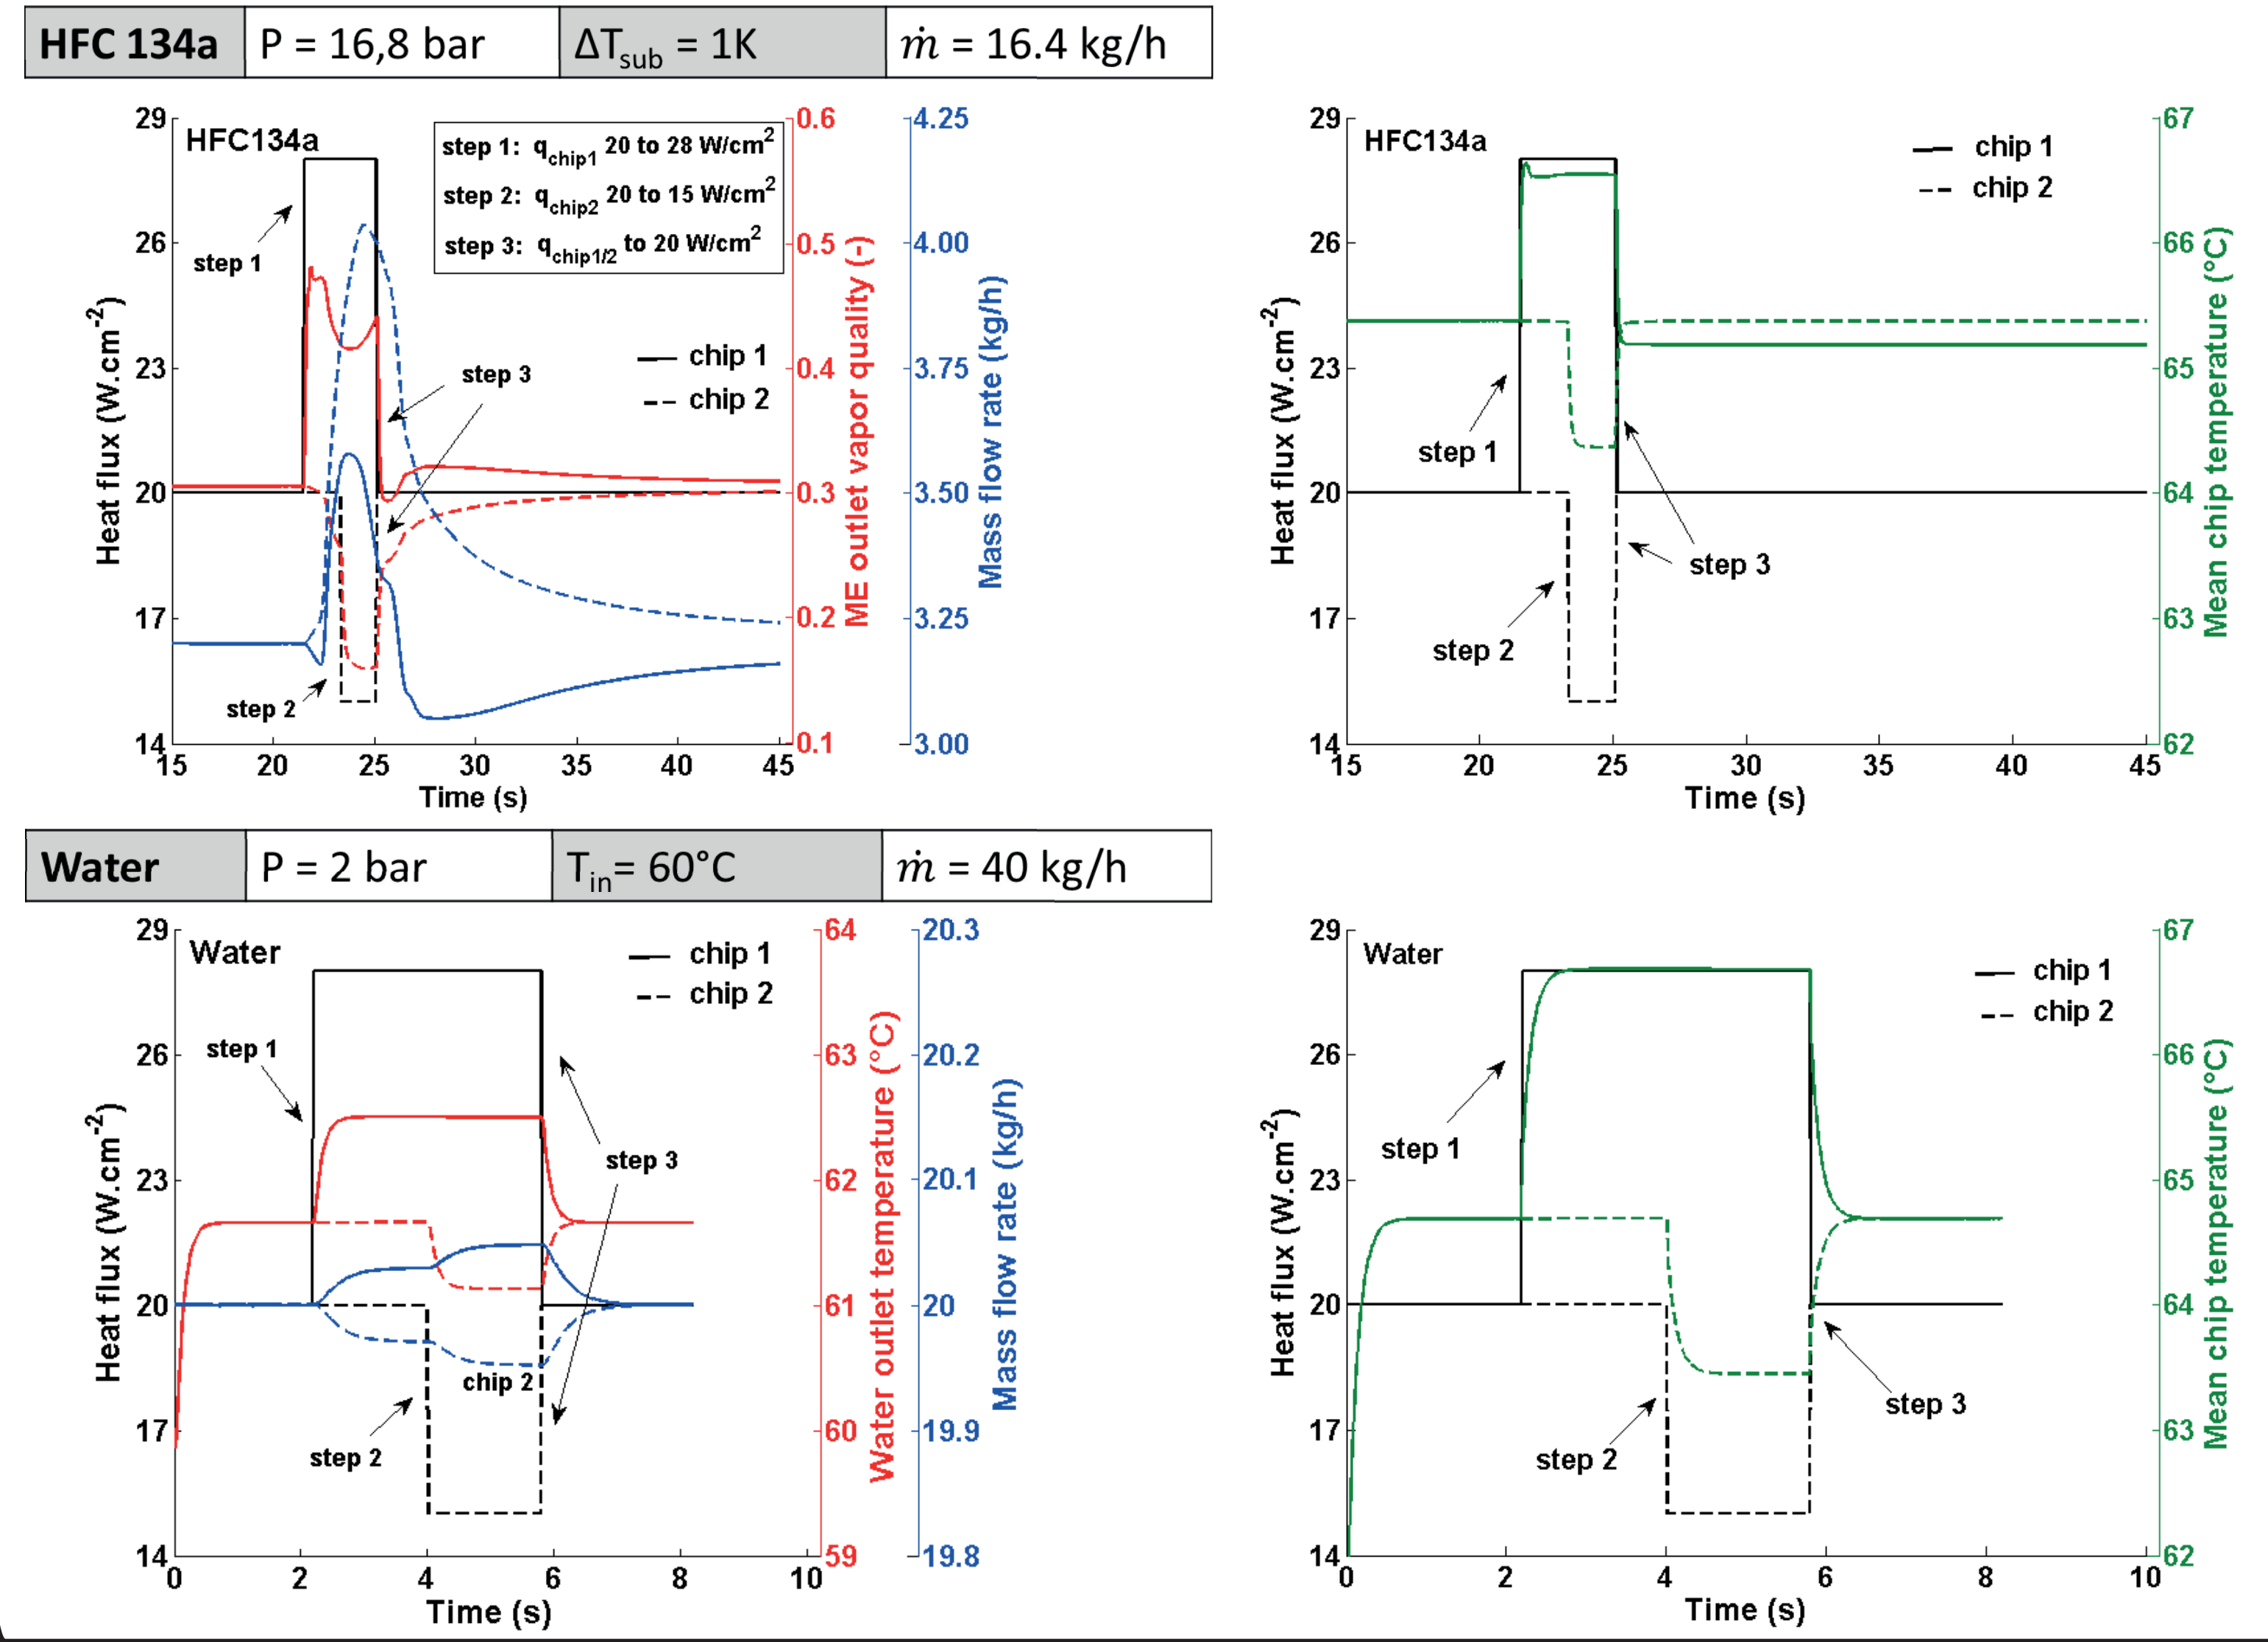 HFC 134a P = 16,8 bar ΔTsub = 1K ṁ = 16.4 kg/h
29
26
23
20
17
14
Heat flux (W.cm-2)
HFC134a
step 1: qchip1 20 to 28 W/cm2
step 2: qchip2 20 to 15 W/cm2
step 3: qchip1/2 to 20 W/cm2
step 1
step 2
step 3
chip 1
chip 2
0.6
0.5
0.4
0.3
0.2
0.1
ME outlet vapor quality (-)
4.25
4.00
3.75
3.50
3.25
3.00
Mass flow rate (kg/h)
15 20 25 30 35 40 45
Time (s)
29
26
23
20
17
14
Heat flux (W.cm-2)
HFC134a
chip 1
chip 2
step 1
step 2
step 3
67
66
65
64
63
62
Mean chip temperature (°C)
15 20 25 30 35 40 45
Time (s)
Water P = 2 bar Tin= 60°C ṁ = 40 kg/h
29
26
23
20
17
14
Heat flux (W.cm-2)
Water
chip 1
chip 2
step 1
step 3
chip 2
step 2
64
63
62
61
60
59
Water outlet temperature (°C)
20.3
20.2
20.1
20
19.9
19.8
Mass flow rate (kg/h)
0 2 4 6 8 10
Time (s)
29
26
23
20
17
14
Heat flux (W.cm-2)
Water
chip 1
chip 2
step 1
step 2
step 3
67
66
65
64
63
62
Mean chip temperature (°C)
0 2 4 6 8 10
Time (s)